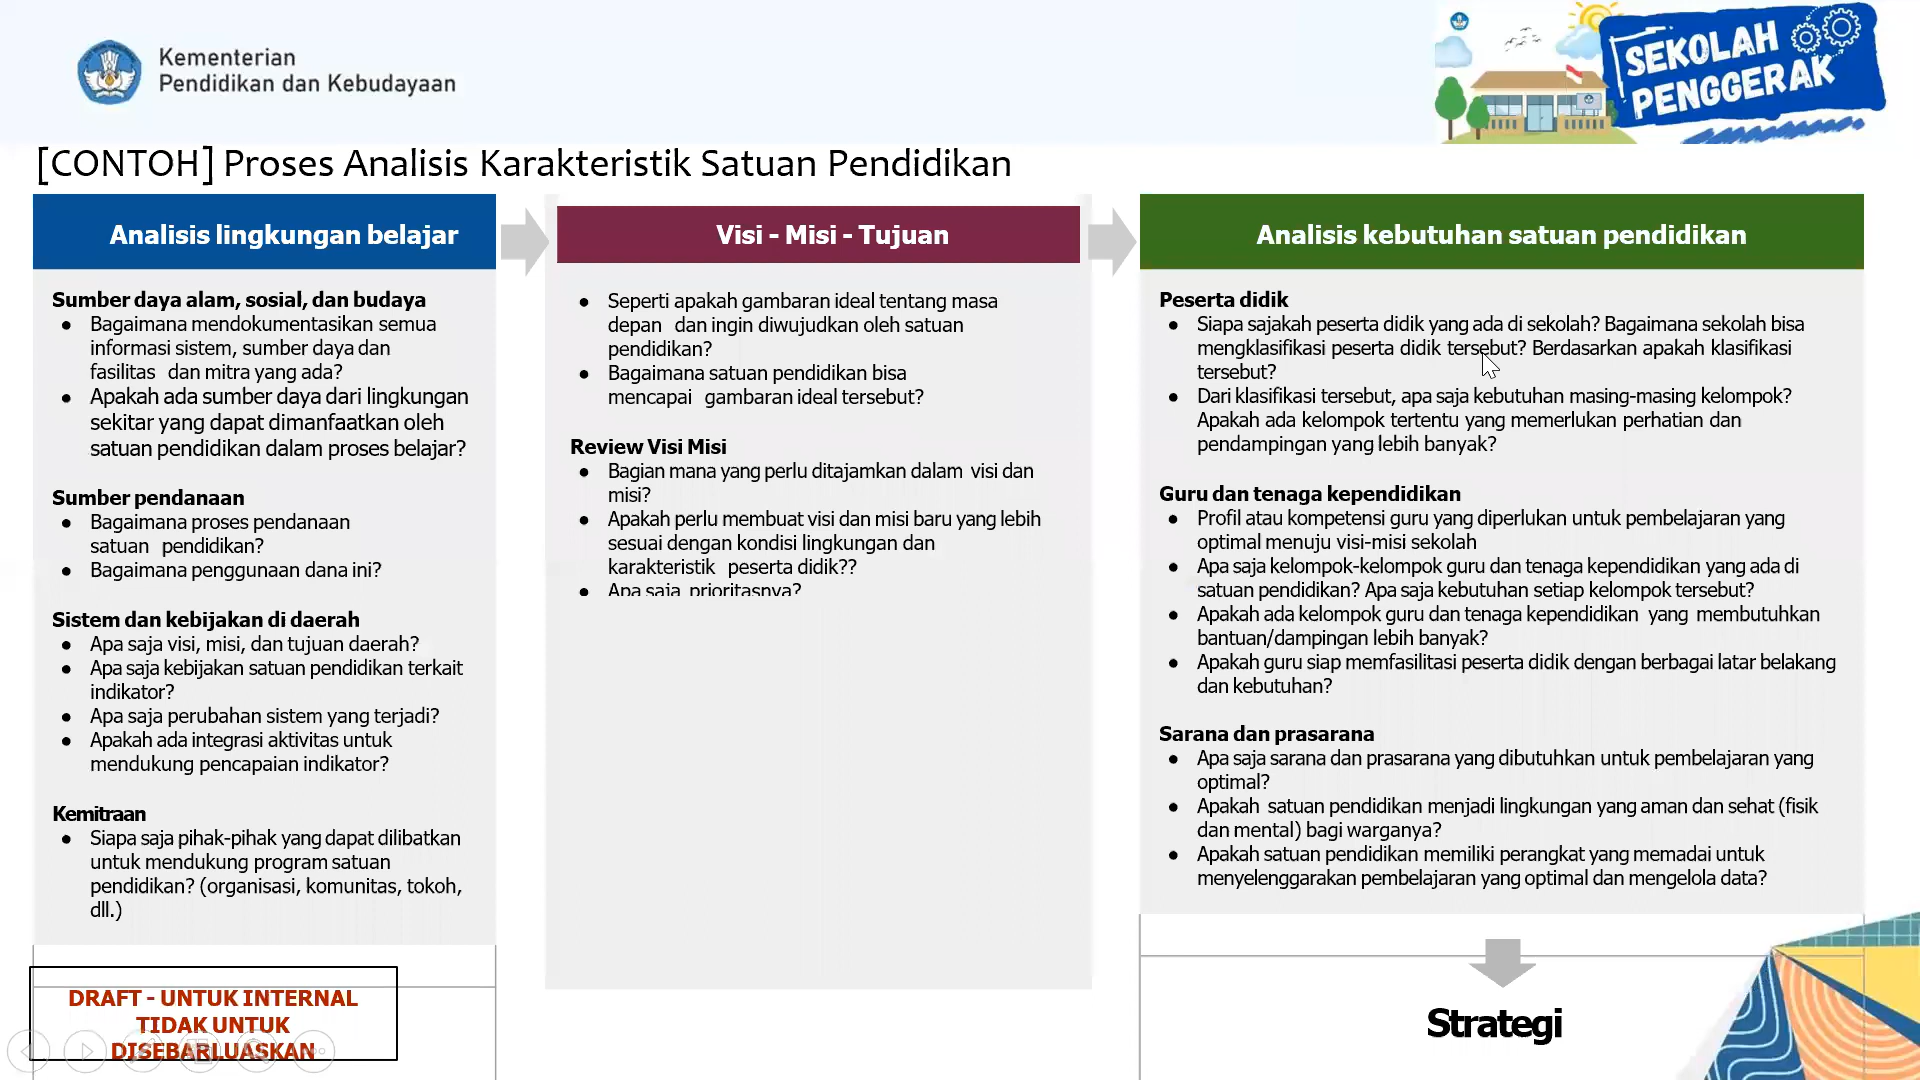 Kementerian
Pendidikan dan Kebudayaan
SEKOLAH
PENGGERAK
[CONTOH] Proses Analisis Karakteristik Satuan Pendidikan
Analisis lingkungan belajar
Sumber daya alam, sosial, dan budaya
● Bagaimana mendokumentasikan semua
informasi sistem, sumber daya dan
fasilitas dan mitra yang ada?
● Apakah ada sumber daya dari lingkungan
sekitar yang dapat dimanfaatkan oleh
satuan pendidikan dalam proses belajar?
Sumber pendanaan
● Bagaimana proses pendanaan
satuan pendidikan?
● Bagaimana penggunaan dana ini?
Sistem dan kebijakan di daerah
● Apa saja visi, misi, dan tujuan daerah?
● Apa saja kebijakan satuan pendidikan terkait
indikator?
● Apa saja perubahan sistem yang terjadi?
● Apakah ada integrasi aktivitas untuk
mendukung pencapaian indikator?
Kemitraan
● Siapa saja pihak-pihak yang dapat dilibatkan
untuk mendukung program satuan
pendidikan? (organisasi, komunitas, tokoh,
dll.)
Visi - Misi - Tujuan
● Seperti apakah gambaran ideal tentang masa
depan dan ingin diwujudkan oleh satuan
pendidikan?
● Bagaimana satuan pendidikan bisa
mencapai gambaran ideal tersebut?
Review Visi Misi
● Bagian mana yang perlu ditajamkan dalam visi dan
misi?
● Apakah perlu membuat visi dan misi baru yang lebih
sesuai dengan kondisi lingkungan dan
karakteristik peserta didik??
● Apa saja prioritasnya?
Analisis kebutuhan satuan pendidikan
Peserta didik
● Siapa sajakah peserta didik yang ada di sekolah? Bagaimana sekolah bisa
mengklasifikasi peserta didik tersebut? Berdasarkan apakah klasifikasi
tersebut?
● Dari klasifikasi tersebut, apa saja kebutuhan masing-masing kelompok?
Apakah ada kelompok tertentu yang memerlukan perhatian dan
pendampingan yang lebih banyak?
Guru dan tenaga kependidikan
● Profil atau kompetensi guru yang diperlukan untuk pembelajaran yang
optimal menuju visi-misi sekolah
● Apa saja kelompok-kelompok guru dan tenaga kependidikan yang ada di
satuan pendidikan? Apa saja kebutuhan setiap kelompok tersebut?
● Apakah ada kelompok guru dan tenaga kependidikan yang membutuhkan
bantuan/dampingan lebih banyak?
● Apakah guru siap memfasilitasi peserta didik dengan berbagai latar belakang
dan kebutuhan?
Sarana dan prasarana
● Apa saja sarana dan prasarana yang dibutuhkan untuk pembelajaran yang
optimal?
● Apakah satuan pendidikan menjadi lingkungan yang aman dan sehat (fisik
dan mental) bagi warganya?
● Apakah satuan pendidikan memiliki perangkat yang memadai untuk
menyelenggarakan pembelajaran yang optimal dan mengelola data?
Strategi
DRAFT - UNTUK INTERNAL
TIDAK UNTUK
DISEBARLUASKAN